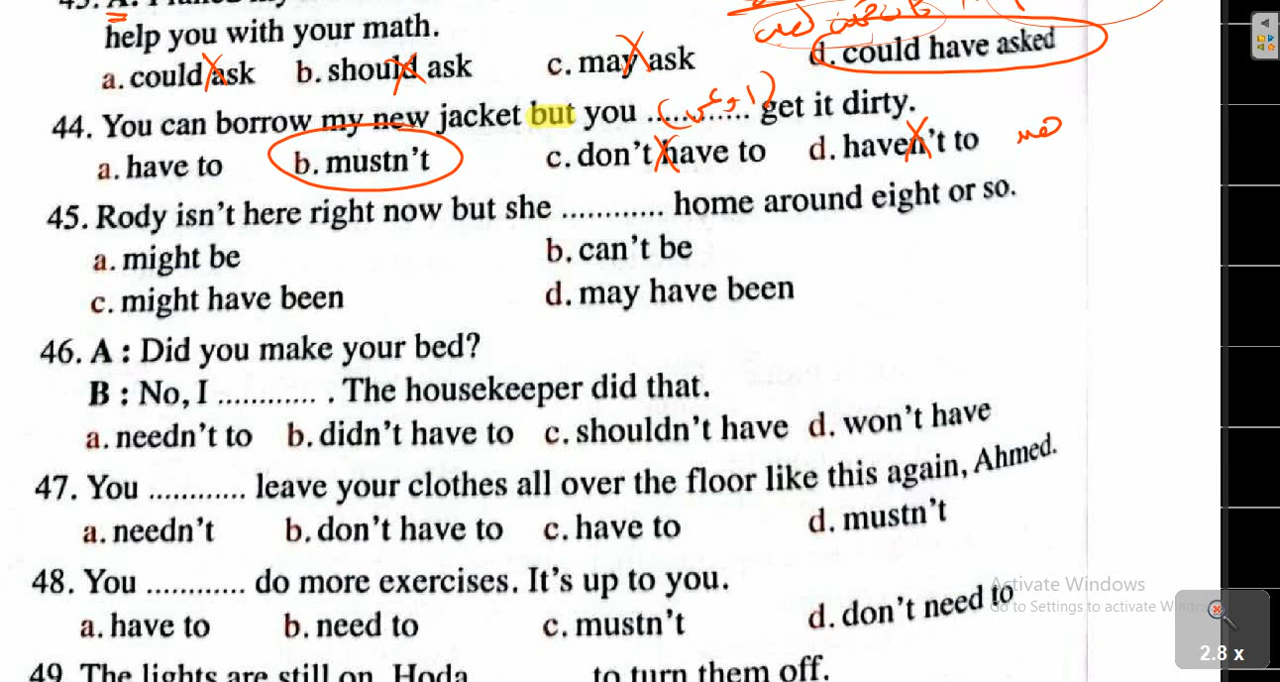 help you with your math.
a. could ask b. should ask c. may ask d. could have asked
44. You can borrow my new jacket but you ............ get it dirty.
a. have to b. mustn't c. don't have to d. haven't to
45. Rody isn't here right now but she ............ home around eight or so.
a. might be b. can't be
c. might have been d. may have been
46. A : Did you make your bed?
B : No, I ............ . The housekeeper did that.
a. needn't to b. didn't have to c. shouldn't have d. won't have
47. You ............ leave your clothes all over the floor like this again, Ahmed.
a. needn't b. don't have to c. have to d. mustn't
48. You ............ do more exercises. It's up to you.
a. have to b. need to c. mustn't d. don't need to
Activate Windows
Go to Settings to activate
2.8 x
49. The lights are still on. Hoda ............ to turn them off.